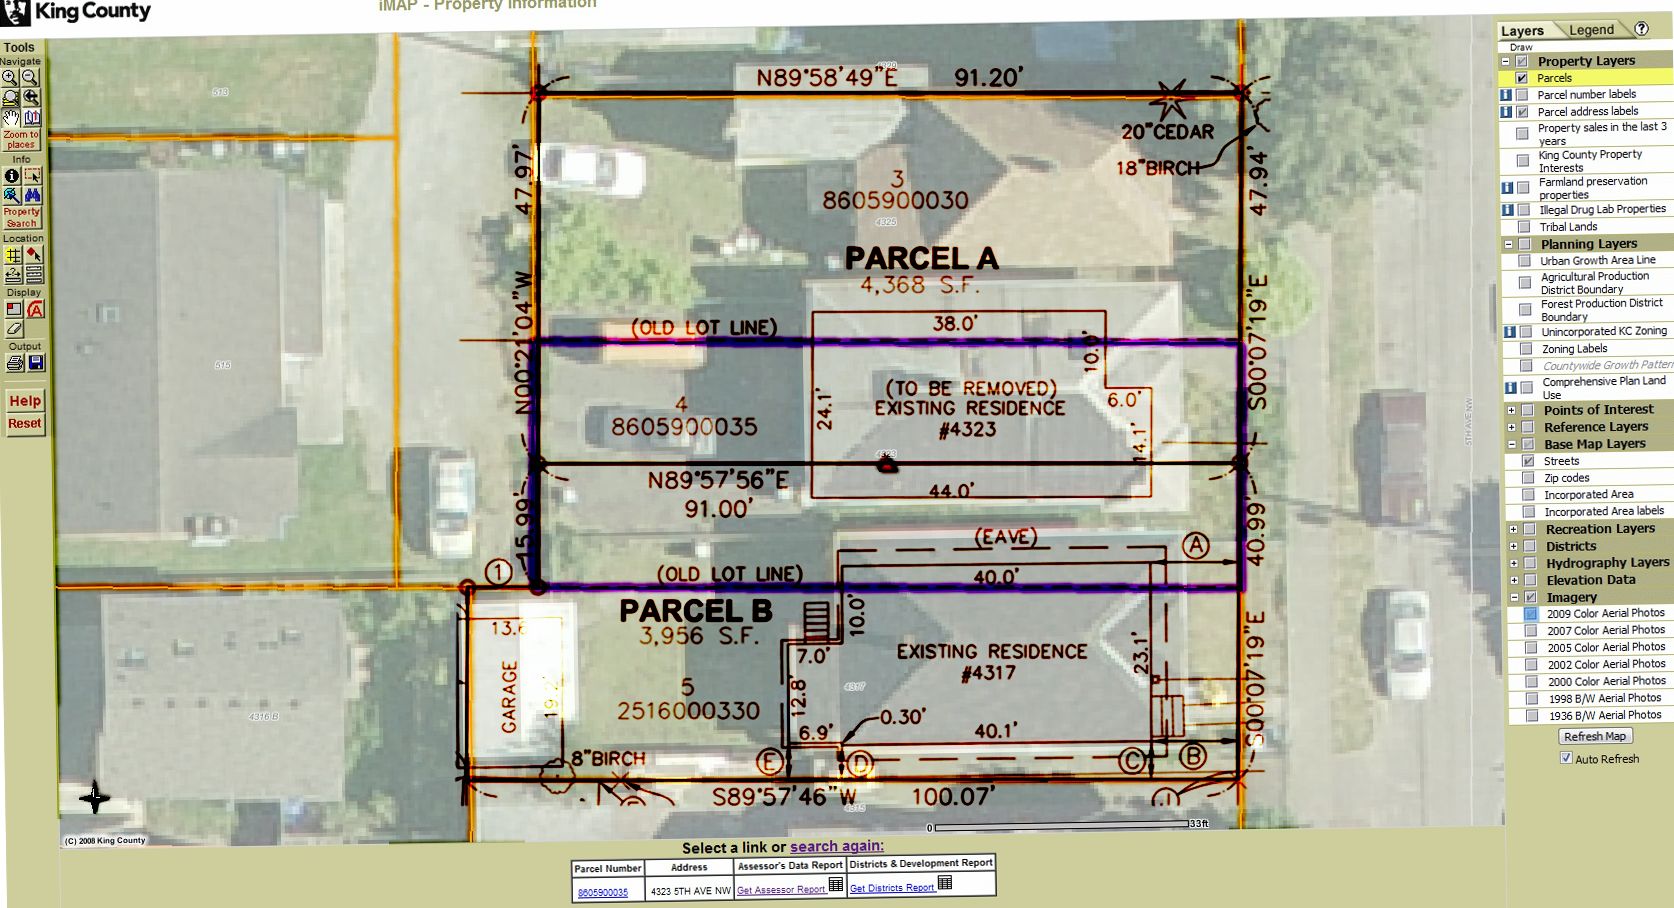 King County
iMAP - Property Information
Tools
Navigate
Zoom to places
Info
Property Search
Location
Display
Output
Help
Reset
513
515
4316 B
(C) 2008 King County
N89°58'49"E 91.20'
20"CEDAR
18"BIRCH
47.97'
47.94'
3
8605900030
4325
PARCEL A
4,368 S.F.
N00°21'04"W
S00°07'19"E
(OLD LOT LINE)
38.0'
10.0'
(TO BE REMOVED)
EXISTING RESIDENCE
#4323
24.1'
6.0'
14.1'
4
8605900035
4323
N89°57'56"E
91.00'
44.0'
15.99'
40.99'
(EAVE)
A
1
(OLD LOT LINE)
40.0'
PARCEL B
3,956 S.F.
13.6
10.0'
7.0'
EXISTING RESIDENCE
#4317
23.1'
GARAGE
19.2'
5
2516000330
4317
12.8'
6.9'
0.30'
40.1'
S00°07'19"E
8"BIRCH
E
D
C
B
S89°57'46"W 100.07'
4315
0 33ft
5TH AVE NW
Select a link or search again:
Parcel Number Address Assessor's Data Report Districts & Development Report
8605900035 4323 5TH AVE NW Get Assessor Report Get Districts Report
Layers Legend ?
Draw
Property Layers
Parcels
Parcel number labels
Parcel address labels
Property sales in the last 3
years
King County Property
Interests
Farmland preservation
properties
Illegal Drug Lab Properties
Tribal Lands
Planning Layers
Urban Growth Area Line
Agricultural Production
District Boundary
Forest Production District
Boundary
Unincorporated KC Zoning
Zoning Labels
Countywide Growth Pattern
Comprehensive Plan Land
Use
Points of Interest
Reference Layers
Base Map Layers
Streets
Zip codes
Incorporated Area
Incorporated Area labels
Recreation Layers
Districts
Hydrography Layers
Elevation Data
Imagery
2009 Color Aerial Photos
2007 Color Aerial Photos
2005 Color Aerial Photos
2002 Color Aerial Photos
2000 Color Aerial Photos
1998 B/W Aerial Photos
1936 B/W Aerial Photos
Refresh Map
Auto Refresh